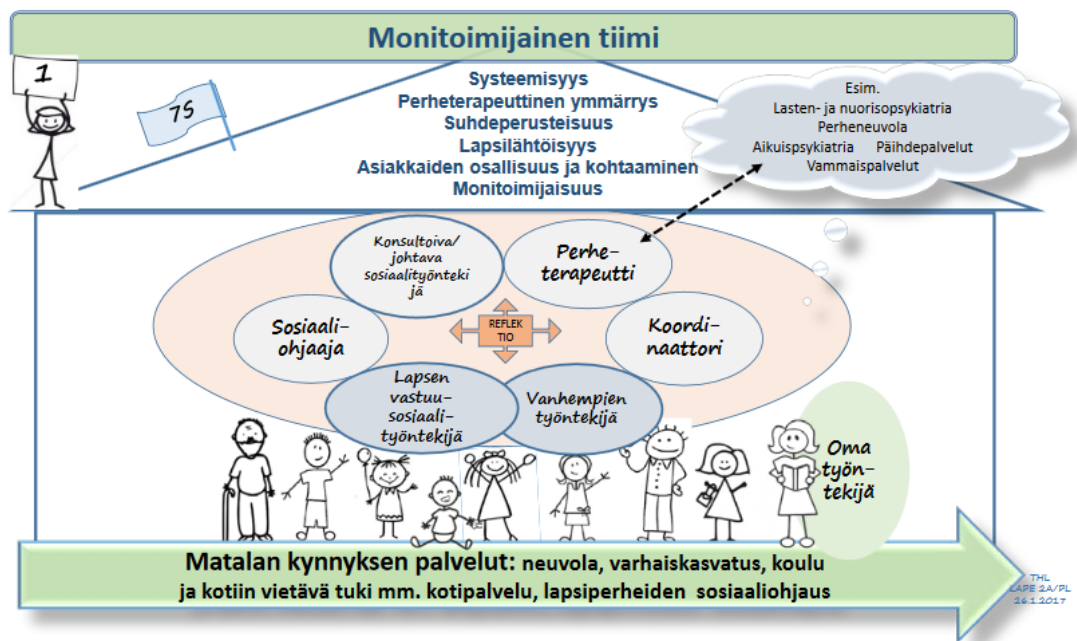 Monitoimijainen tiimi
1
7S
Systeemisyys
Perheterapeuttinen ymmärrys
Suhdeperusteisuus
Lapsilähtöisyys
Asiakkaiden osallisuus ja kohtaaminen
Monitoimijaisuus
Esim.
Lasten- ja nuorisopsykiatria
Perheneuvola
Aikuispsykiatria Päihdepalvelut
Vammaispalvelut
Konsultoiva/
johtava
sosiaalityönteki
jä
Perhe-
terapeutti
Sosiaali-
ohjaaja
REFLEK
TIO
Koordi-
naattori
Lapsen
vastuu-
sosiaali-
työntekijä
Vanhempien
työntekijä
Oma
työn-
tekijä
Matalan kynnyksen palvelut: neuvola, varhaiskasvatus, koulu
ja kotiin vietävä tuki mm. kotipalvelu, lapsiperheiden sosiaaliohjaus
THL
LAPE 2A/PL
26.1.2017